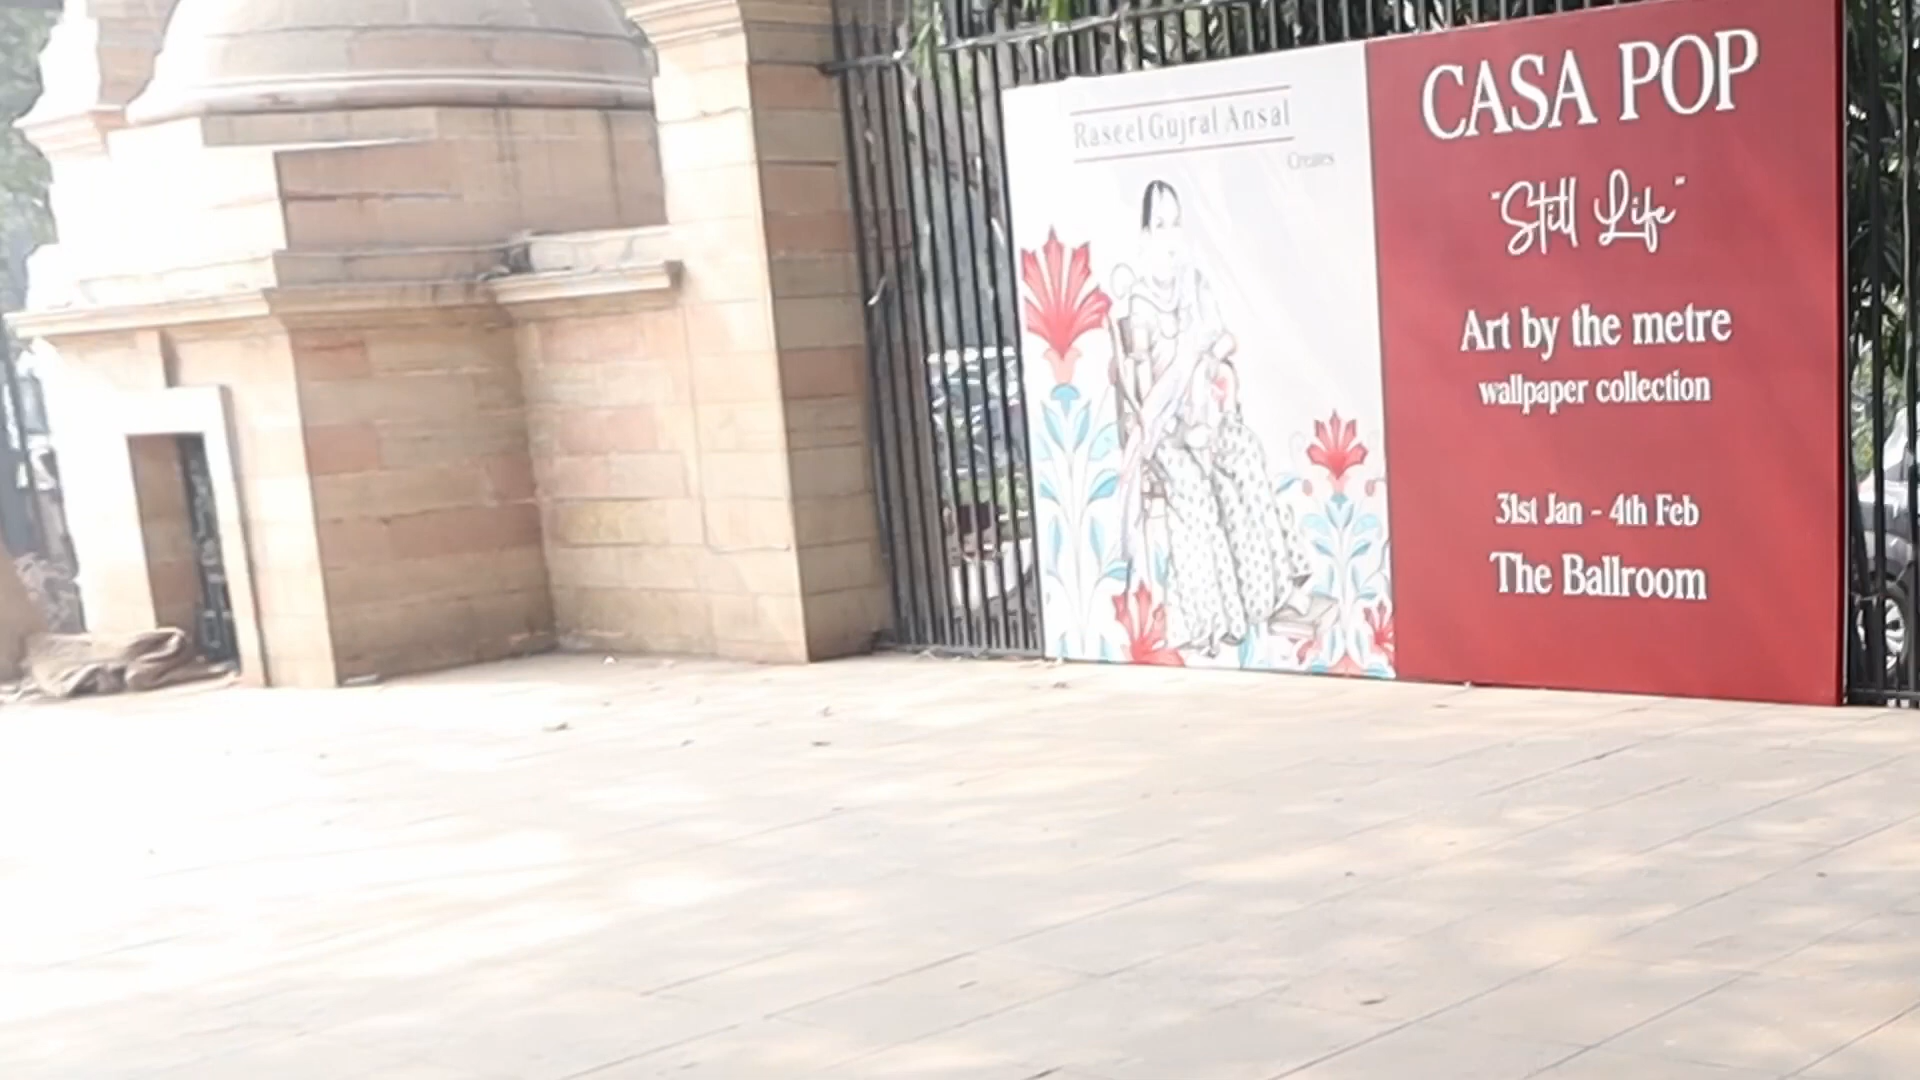 Raseel Gujral Ansal
Creates
CASA POP
"Still Life"
Art by the metre
wallpaper collection
31st Jan - 4th Feb
The Ballroom